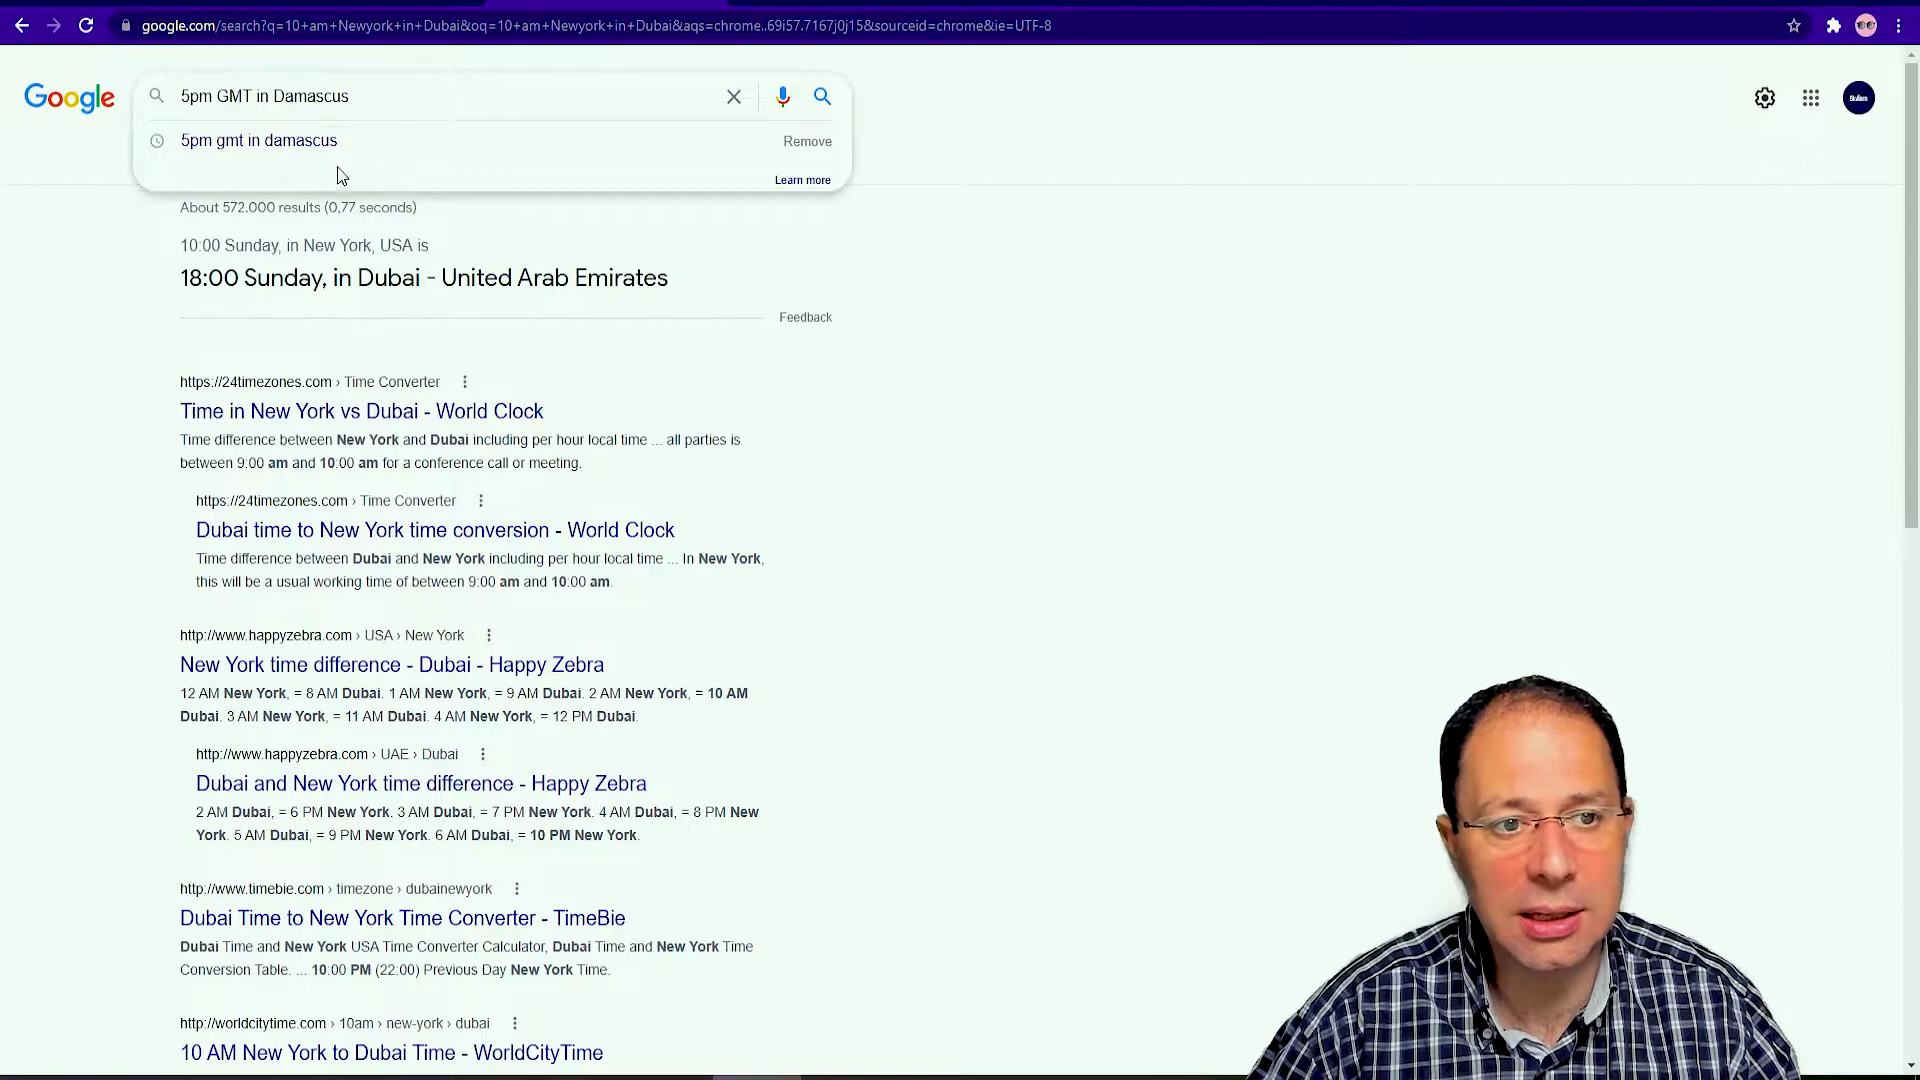 google.com/search?q=10+am+Newyork+in+Dubai&oq=10+am+Newyork+in+Dubai&aqs=chrome..69i57.7167j0j15&sourceid=chrome&ie=UTF-8
Google
5pm GMT in Damascus
5pm gmt in damascus
Remove
Learn more
About 572.000 results (0,77 seconds)
10:00 Sunday, in New York, USA is
18:00 Sunday, in Dubai - United Arab Emirates
Feedback
https://24timezones.com › Time Converter
Time in New York vs Dubai - World Clock
Time difference between New York and Dubai including per hour local time ... all parties is
between 9:00 am and 10:00 am for a conference call or meeting.
https://24timezones.com › Time Converter
Dubai time to New York time conversion - World Clock
Time difference between Dubai and New York including per hour local time ... In New York,
this will be a usual working time of between 9:00 am and 10:00 am.
http://www.happyzebra.com › USA › New York
New York time difference - Dubai - Happy Zebra
12 AM New York, = 8 AM Dubai. 1 AM New York, = 9 AM Dubai. 2 AM New York, = 10 AM
Dubai. 3 AM New York, = 11 AM Dubai. 4 AM New York, = 12 PM Dubai.
http://www.happyzebra.com › UAE › Dubai
Dubai and New York time difference - Happy Zebra
2 AM Dubai, = 6 PM New York. 3 AM Dubai, = 7 PM New York. 4 AM Dubai, = 8 PM New
York. 5 AM Dubai, = 9 PM New York. 6 AM Dubai, = 10 PM New York.
http://www.timebie.com › timezone › dubainewyork
Dubai Time to New York Time Converter - TimeBie
Dubai Time and New York USA Time Converter Calculator, Dubai Time and New York Time
Conversion Table. ... 10:00 PM (22:00) Previous Day New York Time.
http://worldcitytime.com › 10am › new-york › dubai
10 AM New York to Dubai Time - WorldCityTime